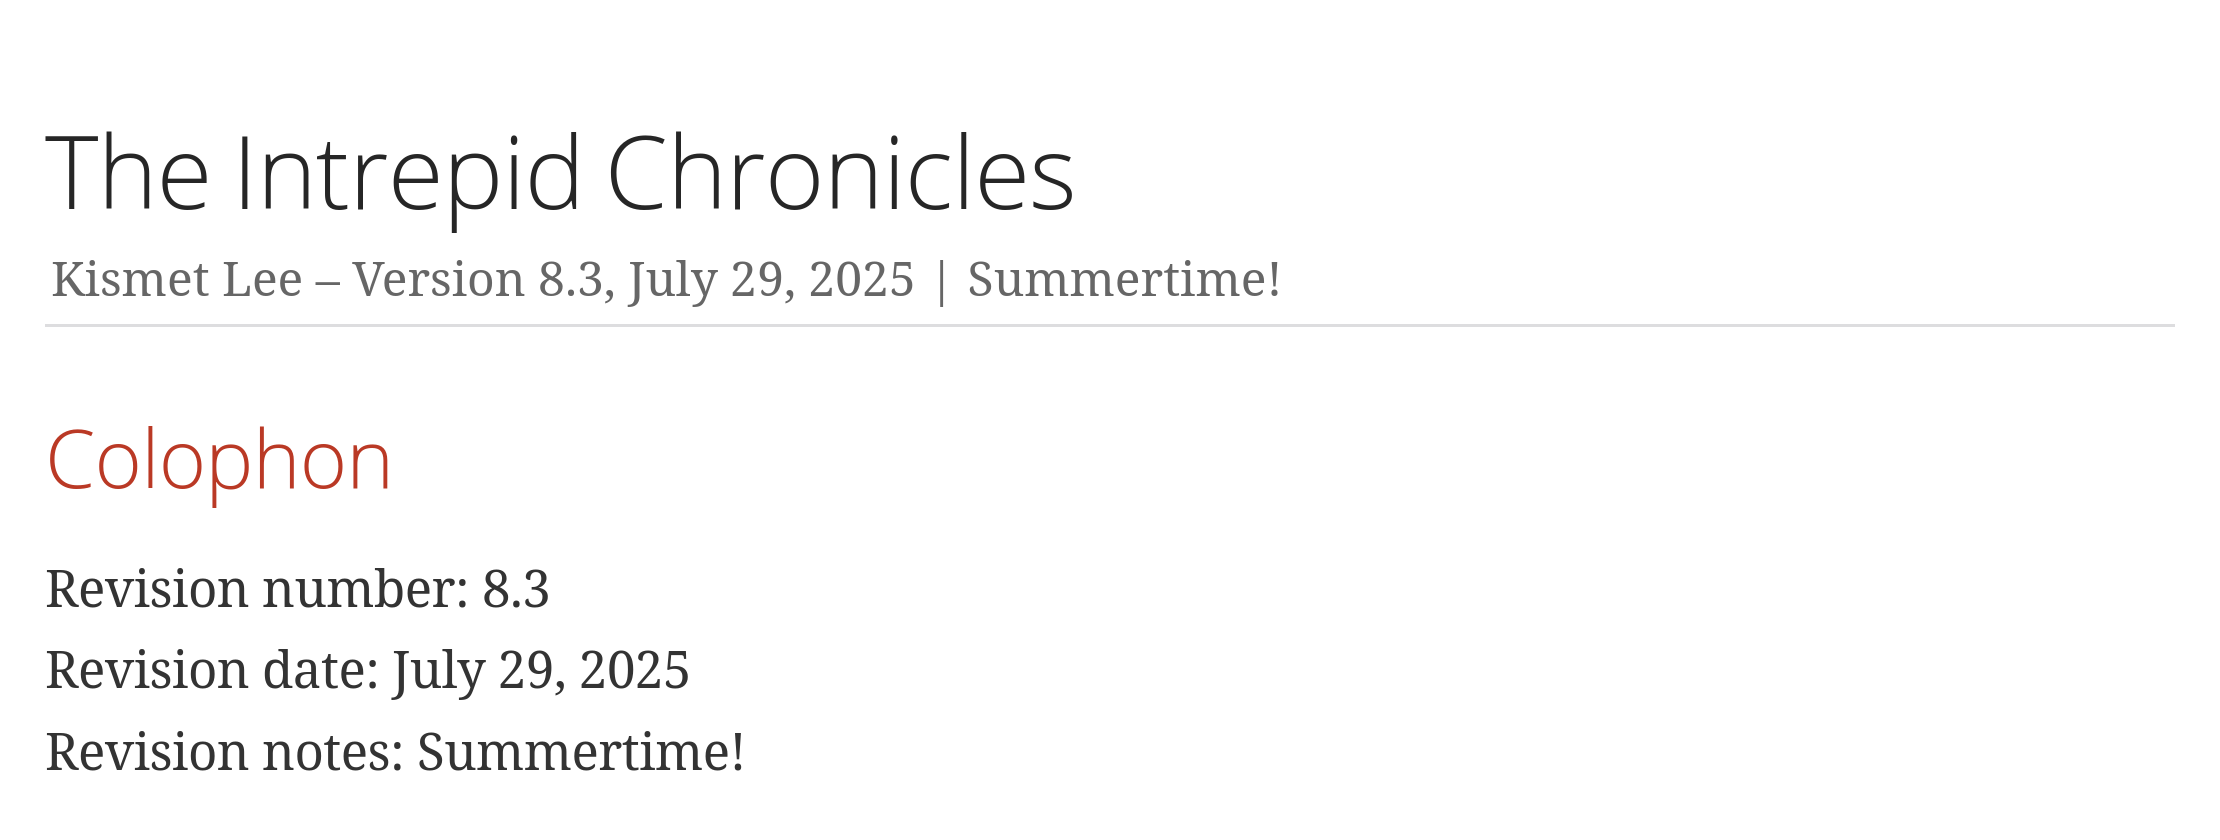 The Intrepid Chronicles
Kismet Lee – Version 8.3, July 29, 2025 | Summertime!
Colophon
Revision number: 8.3
Revision date: July 29, 2025
Revision notes: Summertime!